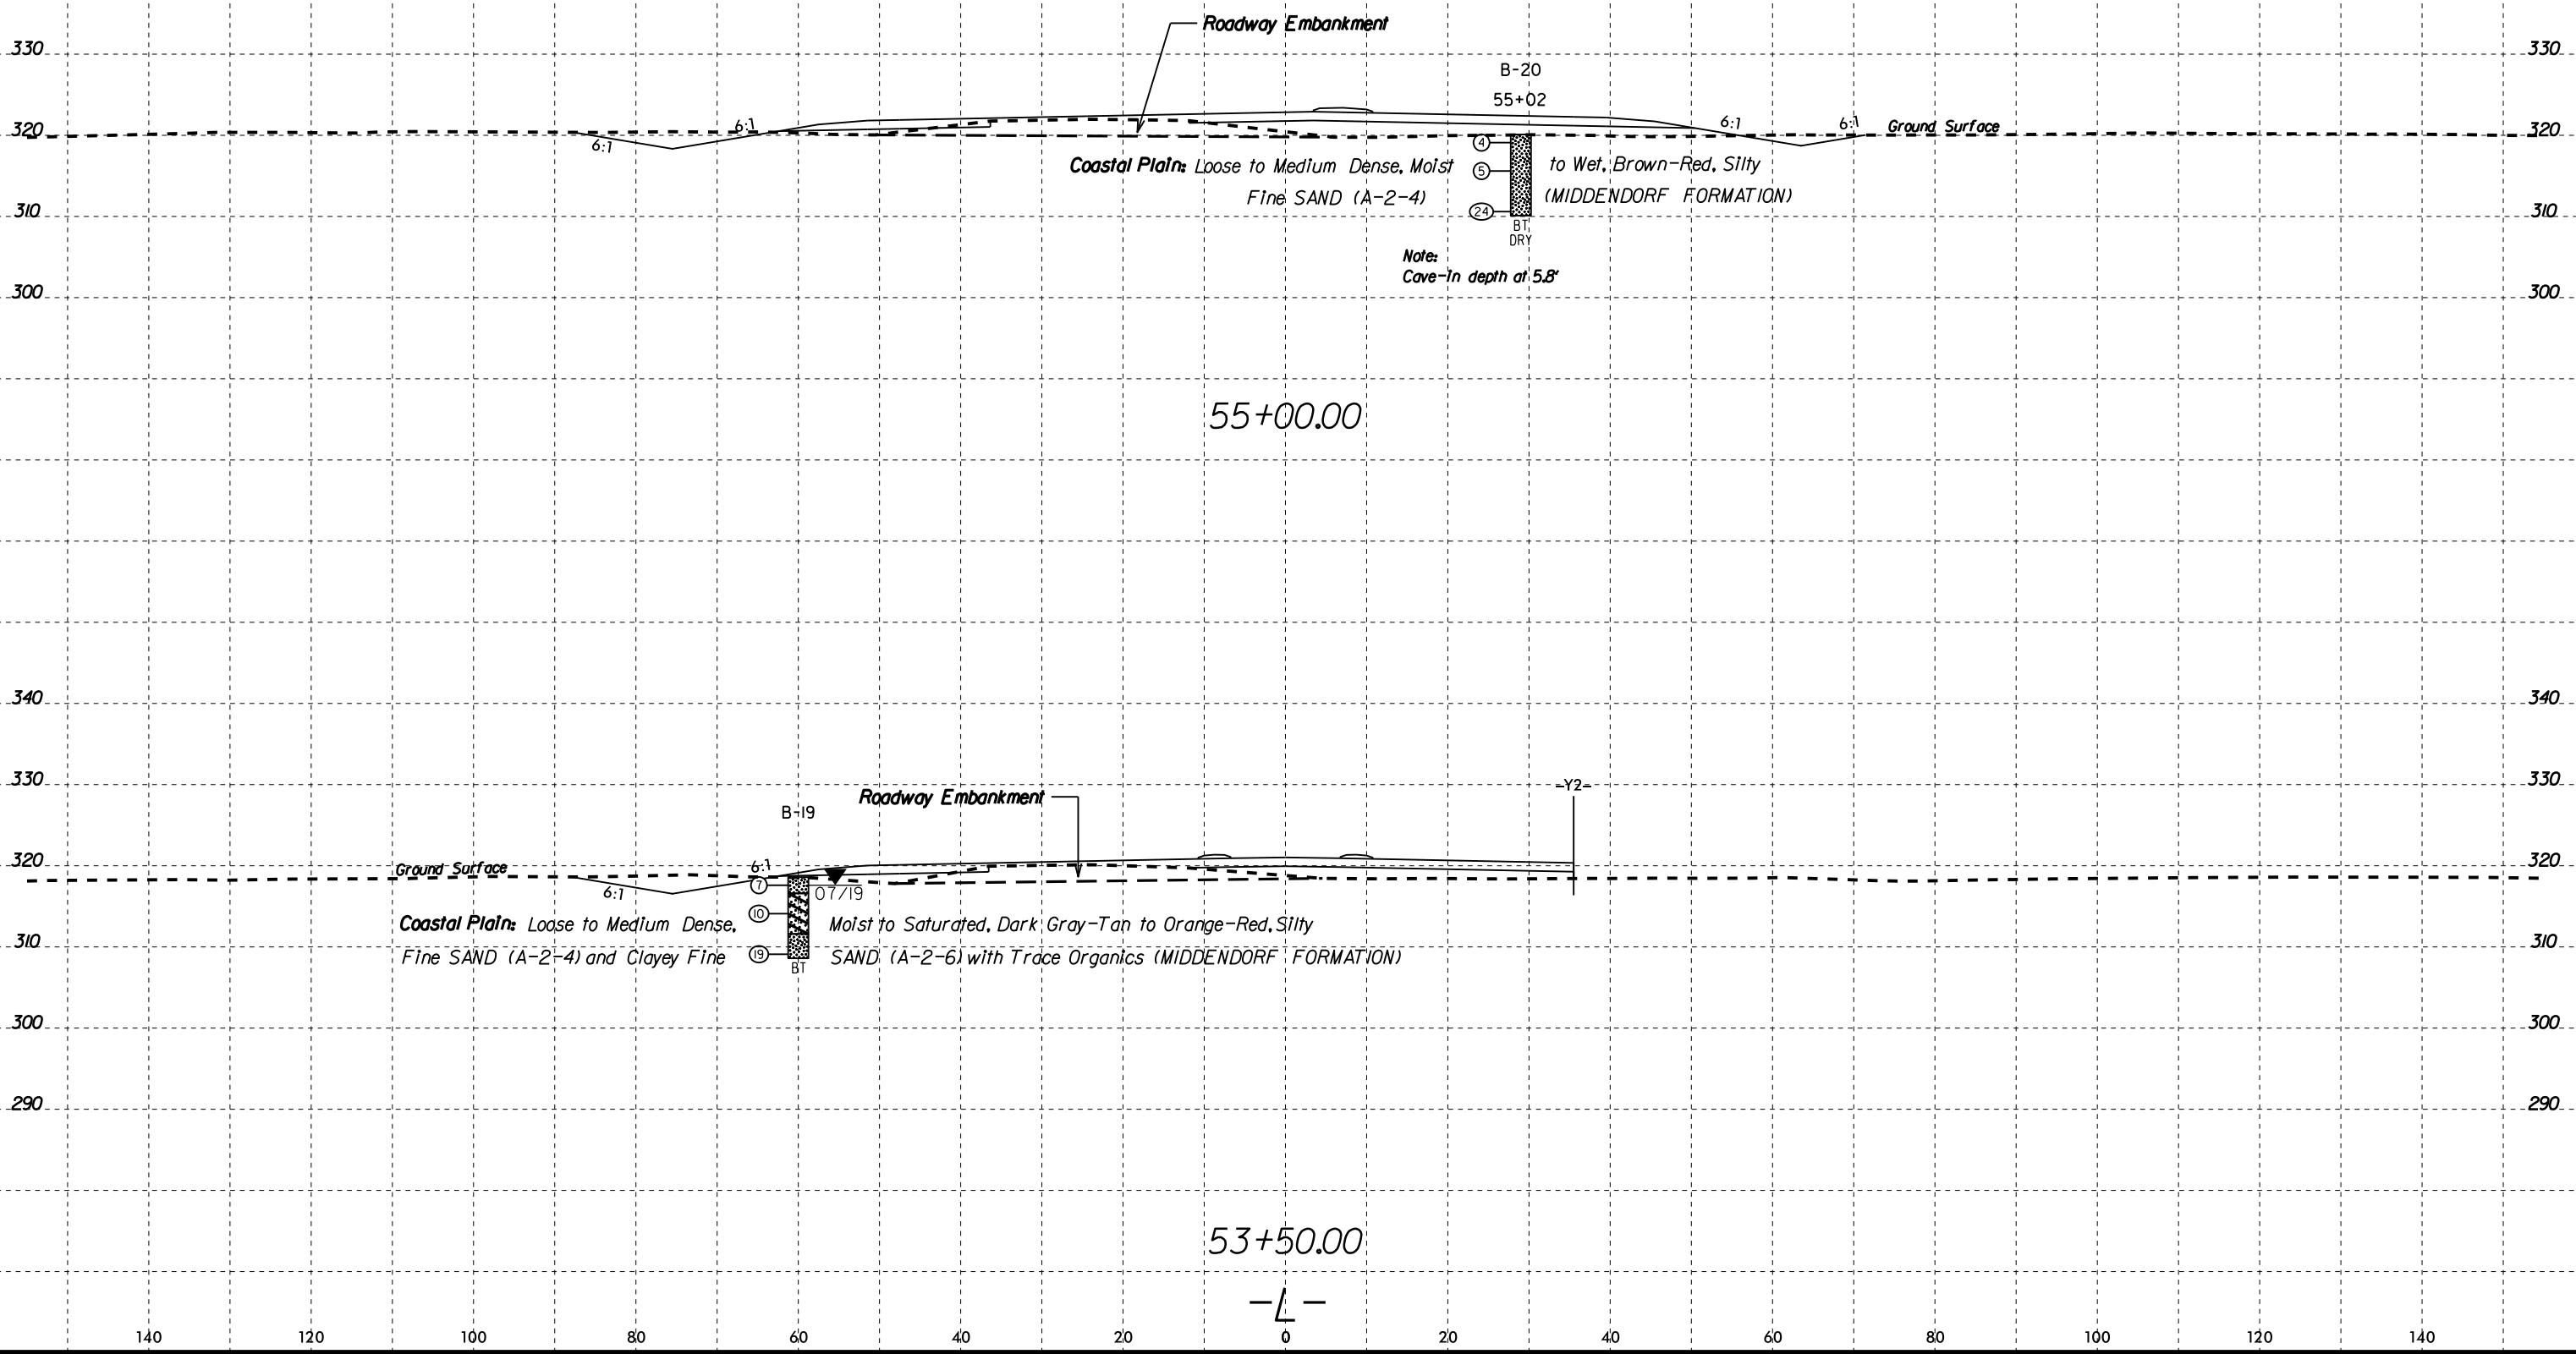 Roadway Embankment
330 330
B-20
55+02
320 6:1 6:1 6:1 6:1 Ground Surface 320
4
Coastal Plain: Loose to Medium Dense, Moist 5 to Wet, Brown-Red, Silty
Fine SAND (A-2-4) (MIDDENDORF FORMATION)
310 24 310
BT
DRY
Note:
Cave-In depth at 5.8'
300 300
55+00.00
340 340
330 330
-Y2-
Roadway Embankment
B-19
320 Ground Surface 6:1 6:1 320
7 07/19
10
Coastal Plain: Loose to Medium Dense, Moist to Saturated, Dark Gray-Tan to Orange-Red, Silty
310 310
Fine SAND (A-2-4) and Clayey Fine 19 SAND (A-2-6) with Trace Organics (MIDDENDORF FORMATION)
BT
300 300
290 290
53+50.00
-L-
140 120 100 80 60 40 20 0 20 40 60 80 100 120 140